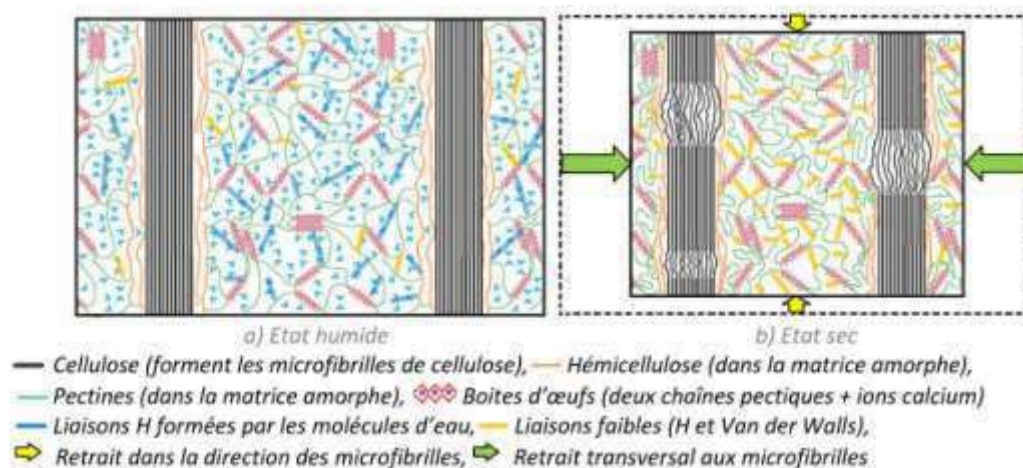 a) Etat humide
b) Etat sec
Cellulose (forment les microfibrilles de cellulose), Hémicellulose (dans la matrice amorphe),
Pectines (dans la matrice amorphe), Boites d'œufs (deux chaînes pectiques + ions calcium)
Liaisons H formées par les molécules d'eau, Liaisons faibles (H et Van der Walls),
Retrait dans la direction des microfibrilles, Retrait transversal aux microfibrilles